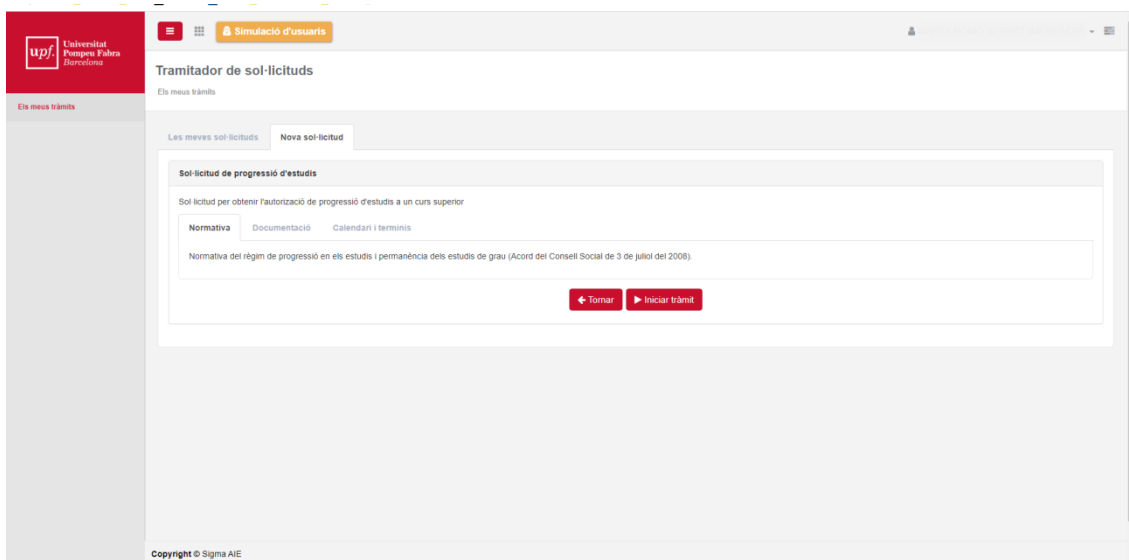 upf. Universitat
Pompeu Fabra
Barcelona
Simulació d'usuaris
Tramitador de sol·licituds
Els meus tràmits
Els meus tràmits
Les meves sol·licituds
Nova sol·licitud
Sol·licitud de progressió d'estudis
Sol·licitud per obtenir l'autorizació de progressió d'estudis a un curs superior
Normativa
Documentació
Calendari i terminis
Normativa del règim de progressió en els estudis i permanència dels estudis de grau (Acord del Consell Social de 3 de juliol del 2008).
Tornar
Iniciar tràmit
Copyright © Sigma AIE